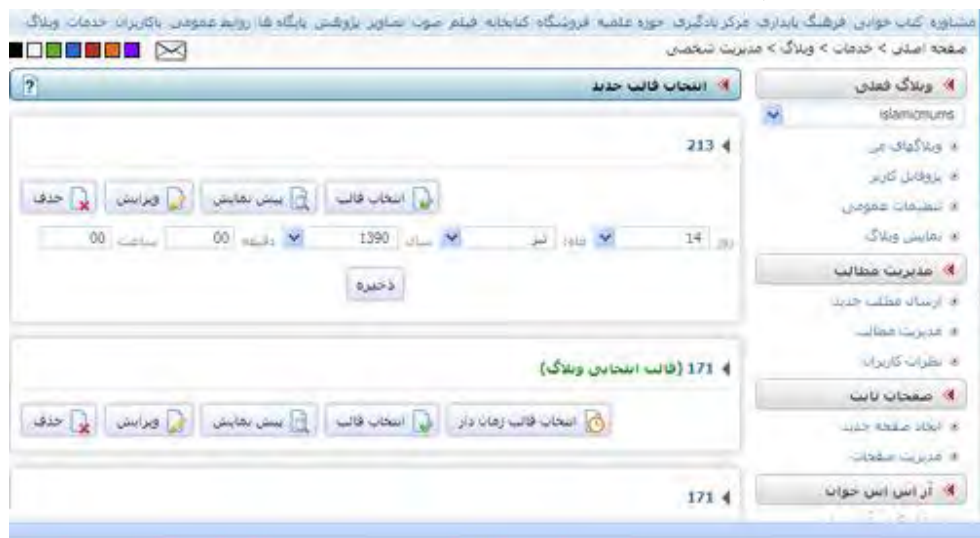 مشاوره کتاب خوانی فرهنگ پایداری مرکز یادگیری حوزه علمیه فروشگاه کتابخانه فیلم صوت تصاویر پژوهش پایگاه ها روابط عمومی باکاربران خدمات وبلاگ
صفحه اصلی > خدمات > وبلاگ > مدیریت شخصی
وبلاگ فعلی
islamicmums
وبلاگهای من
پروفایل کاربر
تنظیمات عمومی
نمایش وبلاگ
مدیریت مطالب
ارسال مطلب جدید
مدیریت مطالب
نظرات کاربران
صفحات ثابت
ایجاد صفحه جدید
مدیریت صفحات
آر اس اس خوان
انتخاب قالب جدید
?
213
انتخاب قالب پیش نمایش ویرایش حذف
روز 14 ماه تیر سال 1390 دقیقه 00 ساعت 00
ذخیره
171 (قالب انتخابی وبلاگ)
انتخاب قالب زمان دار انتخاب قالب پیش نمایش ویرایش حذف
171